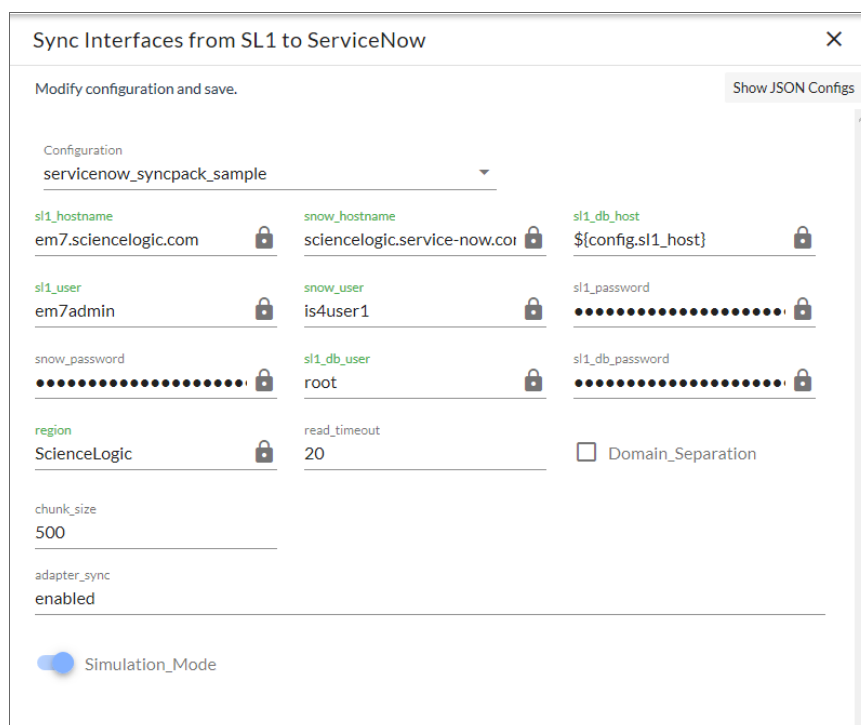 Sync Interfaces from SL1 to ServiceNow
Modify configuration and save.
Show JSON Configs
Configuration
servicenow_syncpack_sample
sl1_hostname
snow_hostname
sl1_db_host
em7.sciencelogic.com
sciencelogic.service-now.con
${config.sl1_host}
sl1_user
snow_user
sl1_password
em7admin
is4user1
••••••••••••••••••
snow_password
sl1_db_user
sl1_db_password
••••••••••••••••••
root
••••••••••••••••••
region
read_timeout
ScienceLogic
20
Domain_Separation
chunk_size
500
adapter_sync
enabled
Simulation_Mode